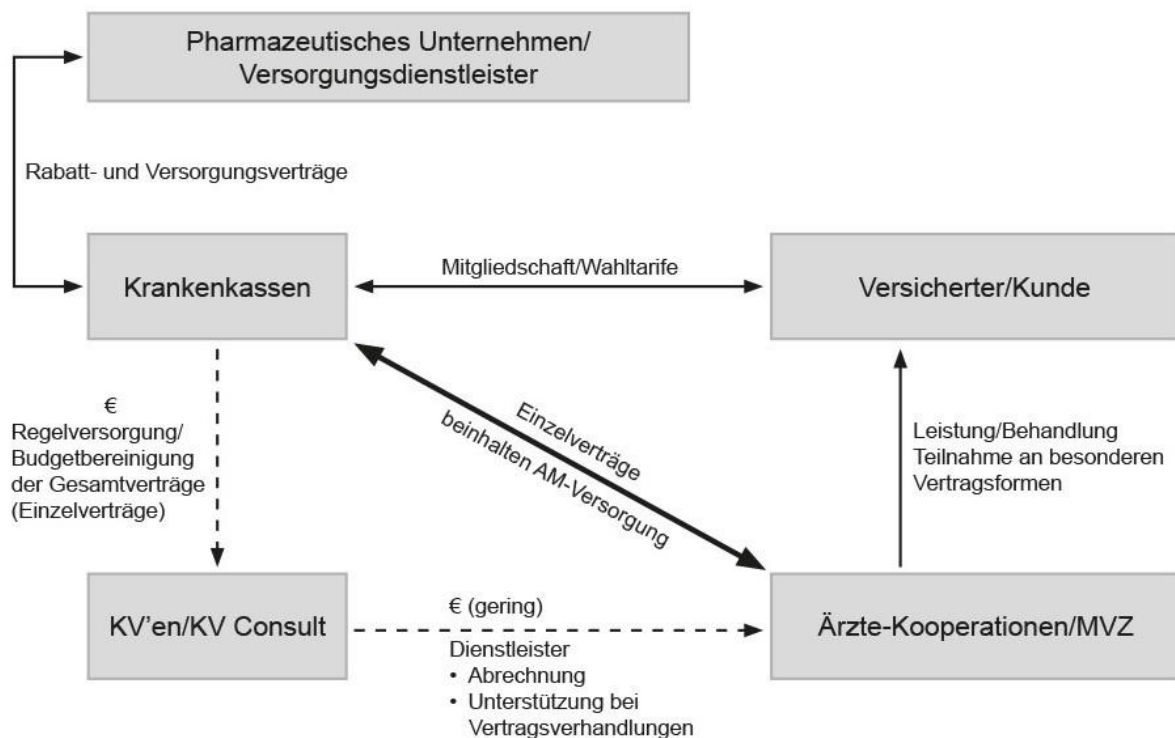 Pharmazeutisches Unternehmen/
Versorgungsdienstleister
Rabatt- und Versorgungsverträge
Krankenkassen
Mitgliedschaft/Wahltarife
Versicherter/Kunde
€
Regelversorgung/
Budgetbereinigung
der Gesamtverträge
(Einzelverträge)
Einzelverträge
beinhalten AM-Versorgung
Leistung/Behandlung
Teilnahme an besonderen
Vertragsformen
KV’en/KV Consult
€ (gering)
Dienstleister
• Abrechnung
• Unterstützung bei
Vertragsverhandlungen
Ärzte-Kooperationen/MVZ